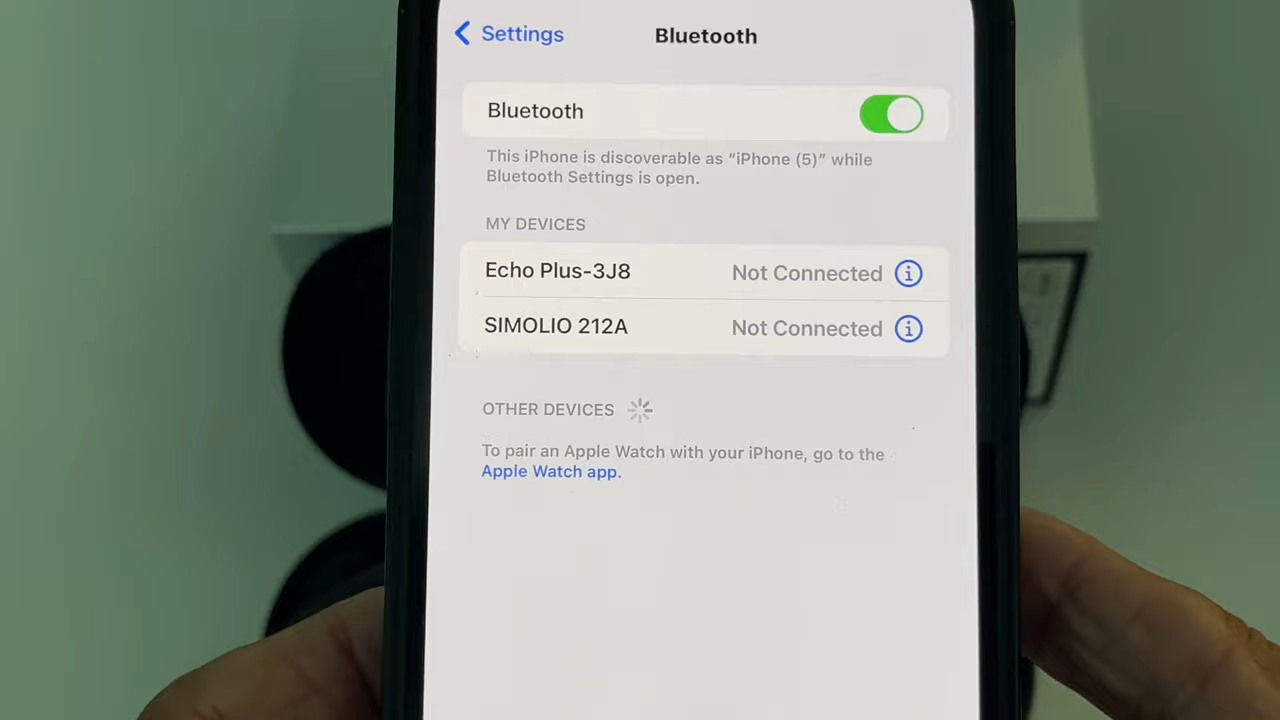 Settings
Bluetooth
Bluetooth
This iPhone is discoverable as “iPhone (5)” while
Bluetooth Settings is open.
MY DEVICES
Echo Plus-3J8 Not Connected
SIMOLIO 212A Not Connected
OTHER DEVICES
To pair an Apple Watch with your iPhone, go to the
Apple Watch app.